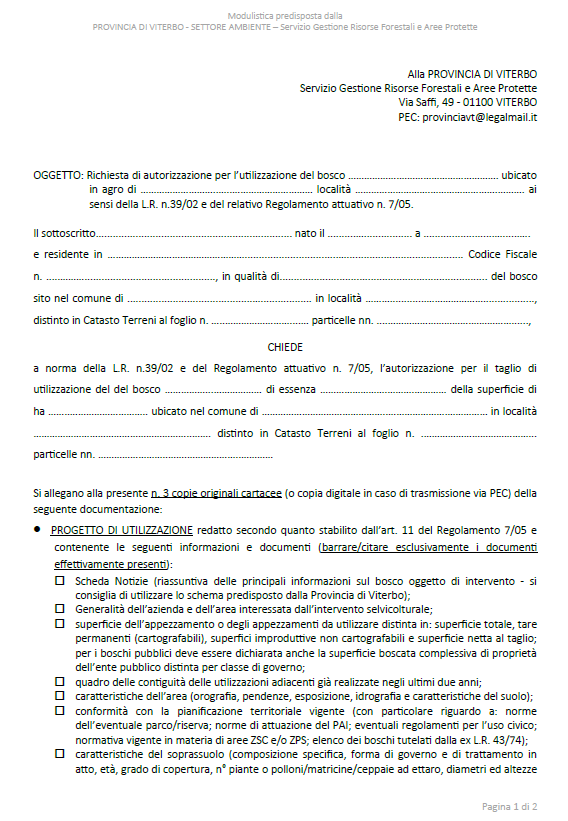 Modulistica predisposta dalla
PROVINCIA DI VITERBO - SETTORE AMBIENTE – Servizio Gestione Risorse Forestali e Aree Protette
Alla PROVINCIA DI VITERBO
Servizio Gestione Risorse Forestali e Aree Protette
Via Saffi, 49 - 01100 VITERBO
PEC: provinciavt@legalmail.it
OGGETTO: Richiesta di autorizzazione per l'utilizzazione del bosco ........................................................ ubicato
in agro di ................................................................ località ............................................................... ai
sensi della L.R. n.39/02 e del relativo Regolamento attuativo n. 7/05.
Il sottoscritto......................................................................... nato il ............................... a ........................................
e residente in ..................................................................................................................................... Codice Fiscale
n. ..............................................................., in qualità di............................................................................. del bosco
sito nel comune di .................................................................... in località ...............................................................,
distinto in Catasto Terreni al foglio n. .................................... particelle nn. .........................................................,
CHIEDE
a norma della L.R. n.39/02 e del Regolamento attuativo n. 7/05, l'autorizzazione per il taglio di
utilizzazione del del bosco .................................... di essenza ............................................... della superficie di
ha ..................................... ubicato nel comune di .................................................................................... in località
.................................................................. distinto in Catasto Terreni al foglio n. ...........................................
particelle nn. .................................................................
Si allegano alla presente n. 3 copie originali cartacee (o copia digitale in caso di trasmissione via PEC) della
seguente documentazione:
● PROGETTO DI UTILIZZAZIONE redatto secondo quanto stabilito dall'art. 11 del Regolamento 7/05 e
contenente le seguenti informazioni e documenti (barrare/citare esclusivamente i documenti
effettivamente presenti):
☐ Scheda Notizie (riassuntiva delle principali informazioni sul bosco oggetto di intervento - si
consiglia di utilizzare lo schema predisposto dalla Provincia di Viterbo);
☐ Generalità dell'azienda e dell'area interessata dall'intervento selvicolturale;
☐ superficie dell'appezzamento o degli appezzamenti da utilizzare distinta in: superficie totale, tare
permanenti (cartografabili), superfici improduttive non cartografabili e superficie netta al taglio;
per i boschi pubblici deve essere dichiarata anche la superficie boscata complessiva di proprietà
dell'ente pubblico distinta per classe di governo;
☐ quadro delle contiguità delle utilizzazioni adiacenti già realizzate negli ultimi due anni;
☐ caratteristiche dell'area (orografia, pendenze, esposizione, idrografia e caratteristiche del suolo);
☐ conformità con la pianificazione territoriale vigente (con particolare riguardo a: norme
dell'eventuale parco/riserva; norme di attuazione del PAI; eventuali regolamenti per l'uso civico;
normativa vigente in materia di aree ZSC e/o ZPS; elenco dei boschi tutelati dalla ex L.R. 43/74);
☐ caratteristiche del soprassuolo (composizione specifica, forma di governo e di trattamento in
atto, età, grado di copertura, n° piante o polloni/matricine/ceppaie ad ettaro, diametri ed altezze
Pagina 1 di 2